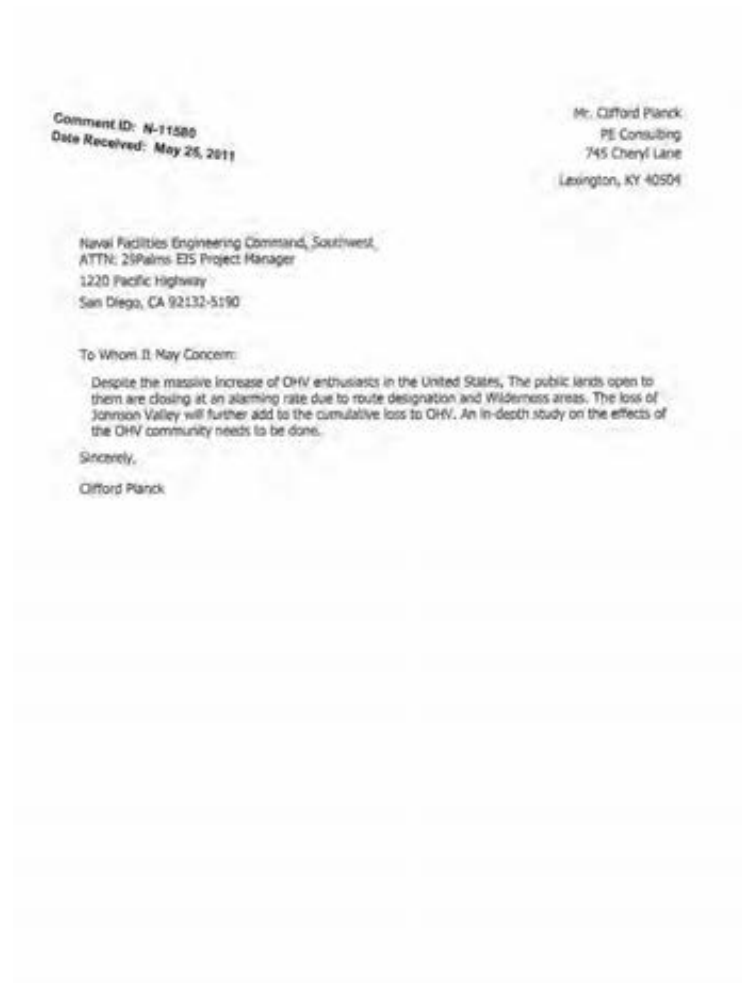 Comment ID: N-11580
Date Received: May 25, 2011
Mr. Clifford Planck
PE Consulting
745 Cheryl Lane
Lexington, KY 40504
Naval Facilities Engineering Command, Southwest,
ATTN: 29Palms EIS Project Manager
1220 Pacific Highway
San Diego, CA 92132-5190
To Whom It May Concern:
Despite the massive increase of OHV enthusiasts in the United States, The public lands open to
them are closing at an alarming rate due to route designation and Wilderness areas. The loss of
Johnson Valley will further add to the cumulative loss to OHV. An in-depth study on the effects of
the OHV community needs to be done.
Sincerely,
Clifford Planck